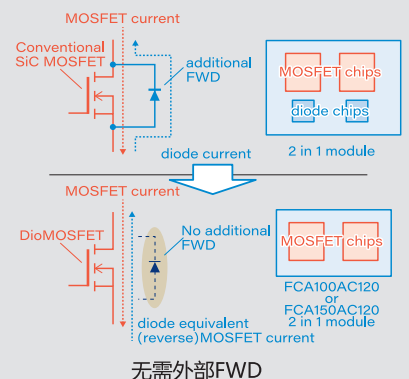 MOSFET current
Conventional
SiC MOSFET
additional
FWD
MOSFET chips
diode chips
2 in 1 module
diode current
MOSFET current
DioMOSFET
No additional
FWD
MOSFET chips
FCA100AC120
or
FCA150AC120
2 in 1 module
diode equivalent
(reverse)MOSFET current
无需外部FWD